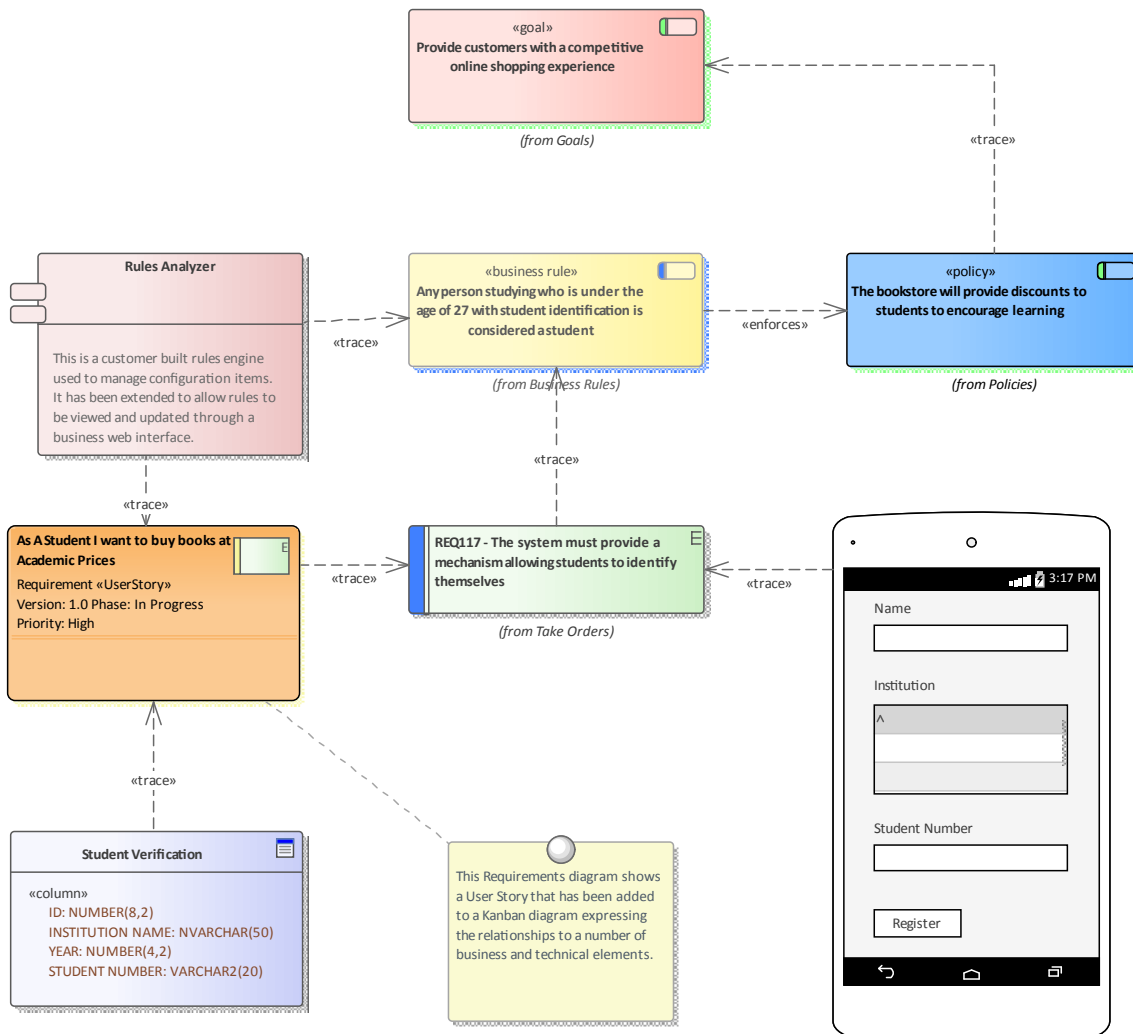 «goal»
Provide customers with a competitive
online shopping experience
(from Goals)
«trace»
Rules Analyzer
This is a customer built rules engine
used to manage configuration items.
It has been extended to allow rules to
be viewed and updated through a
business web interface.
«trace»
«business rule»
Any person studying who is under the
age of 27 with student identification is
considered a student
(from Business Rules)
«enforces»
«policy»
The bookstore will provide discounts to
students to encourage learning
(from Policies)
«trace»
«trace»
As A Student I want to buy books at
Academic Prices
Requirement «UserStory»
Version: 1.0 Phase: In Progress
Priority: High
E
«trace»
REQ117 - The system must provide a
mechanism allowing students to identify
themselves
E
(from Take Orders)
«trace»
3:17 PM
Name
Institution
^
Student Number
Register
«trace»
Student Verification
«column»
ID: NUMBER(8,2)
INSTITUTION NAME: NVARCHAR(50)
YEAR: NUMBER(4,2)
STUDENT NUMBER: VARCHAR2(20)
This Requirements diagram shows
a User Story that has been added
to a Kanban diagram expressing
the relationships to a number of
business and technical elements.